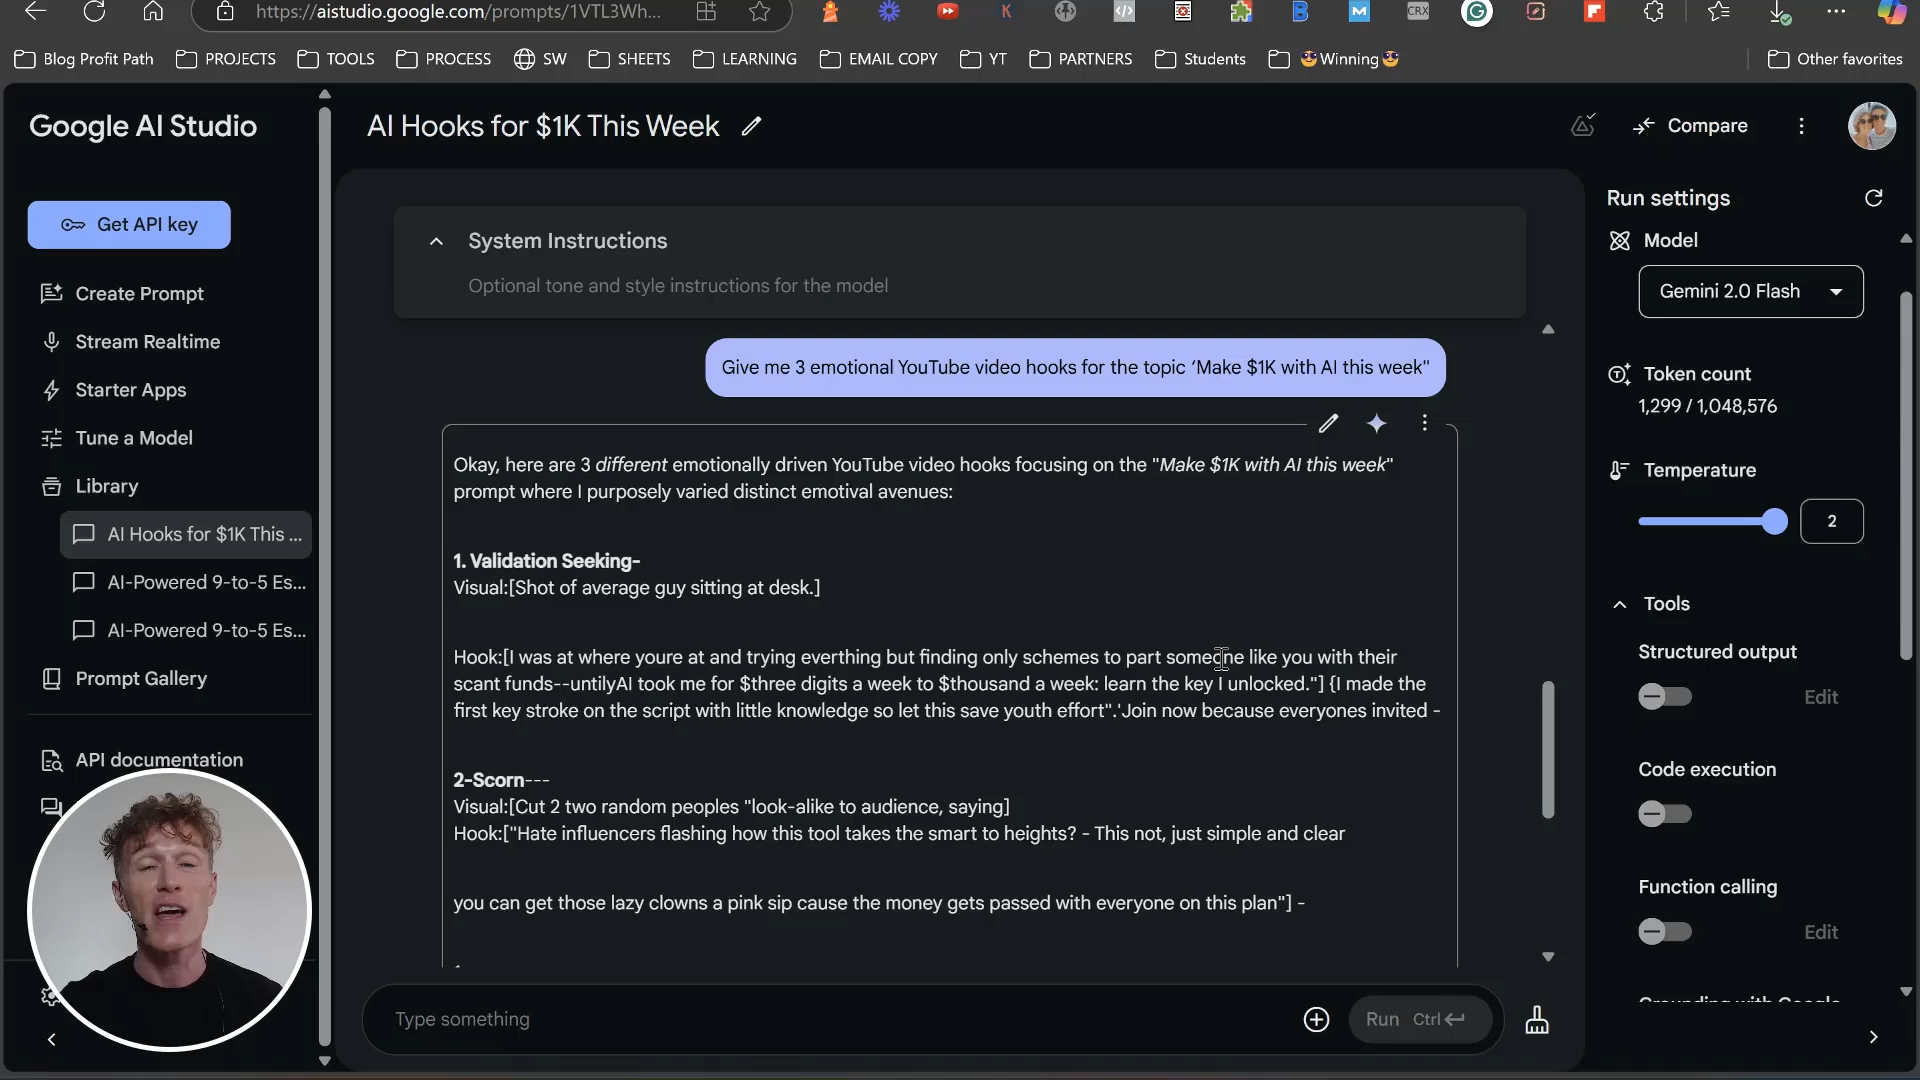 https://aistudio.google.com/prompts/1VTL3Wh...
K
B
M
CRX
Blog Profit Path
PROJECTS
TOOLS
PROCESS
SW
SHEETS
LEARNING
EMAIL COPY
YT
PARTNERS
Students
😎Winning😎
Other favorites
Google AI Studio
AI Hooks for $1K This Week
Compare
Get API key
Create Prompt
Stream Realtime
Starter Apps
Tune a Model
Library
AI Hooks for $1K This ...
AI-Powered 9-to-5 Es...
AI-Powered 9-to-5 Es...
Prompt Gallery
API documentation
System Instructions
Optional tone and style instructions for the model
Give me 3 emotional YouTube video hooks for the topic ‘Make $1K with AI this week"
Okay, here are 3 different emotionally driven YouTube video hooks focusing on the "Make $1K with AI this week"
prompt where I purposely varied distinct emotival avenues:
1. Validation Seeking-
Visual:[Shot of average guy sitting at desk.]
Hook:[I was at where youre at and trying everthing but finding only schemes to part someone like you with their
scant funds--untilyAI took me for $three digits a week to $thousand a week: learn the key I unlocked."] {I made the
first key stroke on the script with little knowledge so let this save youth effort".'Join now because everyones invited -
2-Scorn---
Visual:[Cut 2 two random peoples "look-alike to audience, saying]
Hook:["Hate influencers flashing how this tool takes the smart to heights? - This not, just simple and clear
you can get those lazy clowns a pink sip cause the money gets passed with everyone on this plan"] -
Type something
Run Ctrl
Run settings
Model
Gemini 2.0 Flash
Token count
1,299 / 1,048,576
Temperature
2
Tools
Structured output
Edit
Code execution
Function calling
Edit
Grounding with Google